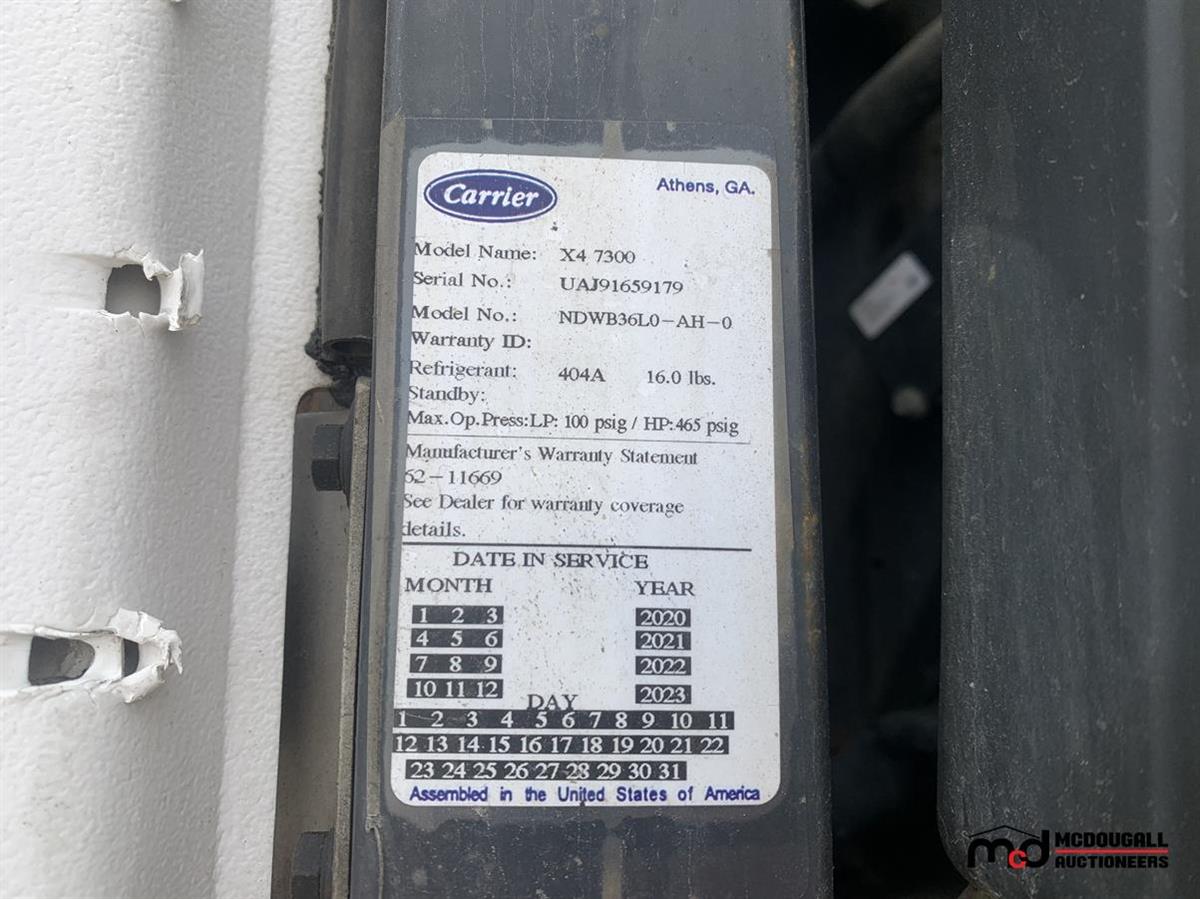 Carrier
Athens, GA.
Model Name: X4 7300
Serial No.: UAJ91659179
Model No.: NDWB36L0-AH-0
Warranty ID:
Refrigerant: 404A 16.0 lbs.
Standby:
Max.Op.Press:LP: 100 psig / HP:465 psig
Manufacturer's Warranty Statement
62-11669
See Dealer for warranty coverage
details.
DATE IN SERVICE
MONTH YEAR
1 2 3 2020
4 5 6 2021
7 8 9 2022
10 11 12 2023
DAY
1 2 3 4 5 6 7 8 9 10 11
12 13 14 15 16 17 18 19 20 21 22
23 24 25 26 27 28 29 30 31
Assembled in the United States of America
mcd MCDOUGALL
AUCTIONEERS